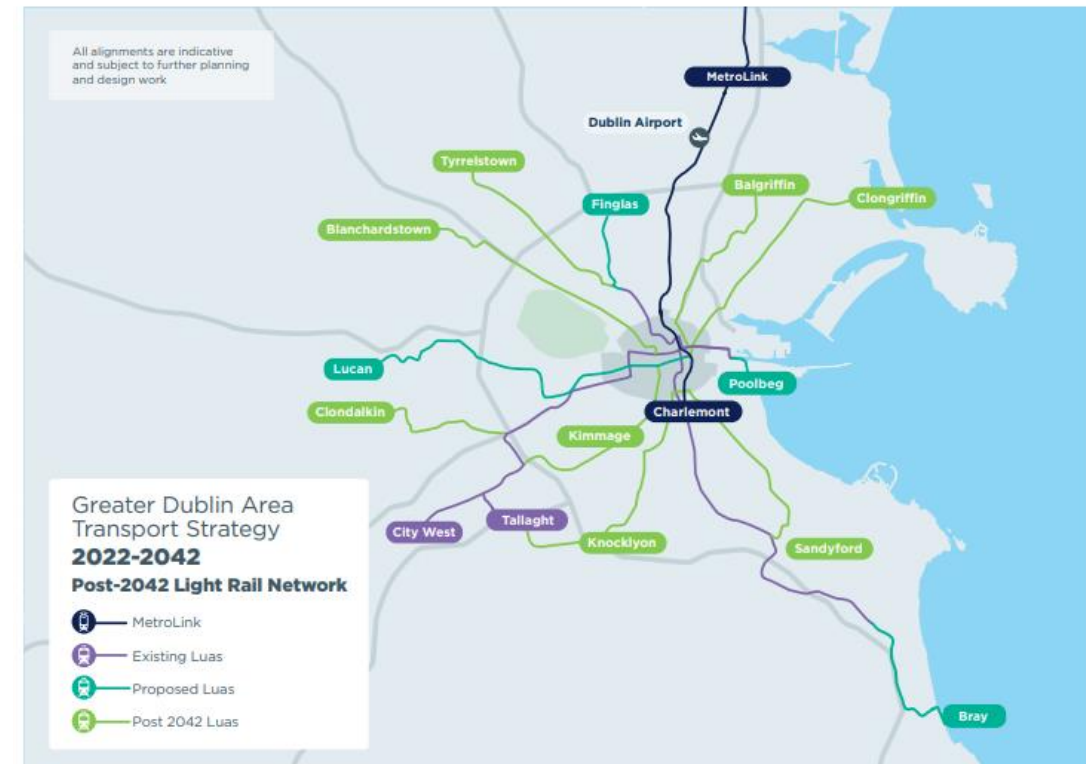 All alignments are indicative
and subject to further planning
and design work
MetroLink
Dublin Airport
Tyrrelstown
Balgriffin
Clongriffin
Finglas
Blanchardstown
Lucan
Poolbeg
Clondalkin
Charlemont
Kimmage
City West
Tallaght
Knocklyon
Sandyford
Bray
Greater Dublin Area
Transport Strategy
2022-2042
Post-2042 Light Rail Network
MetroLink
Existing Luas
Proposed Luas
Post 2042 Luas